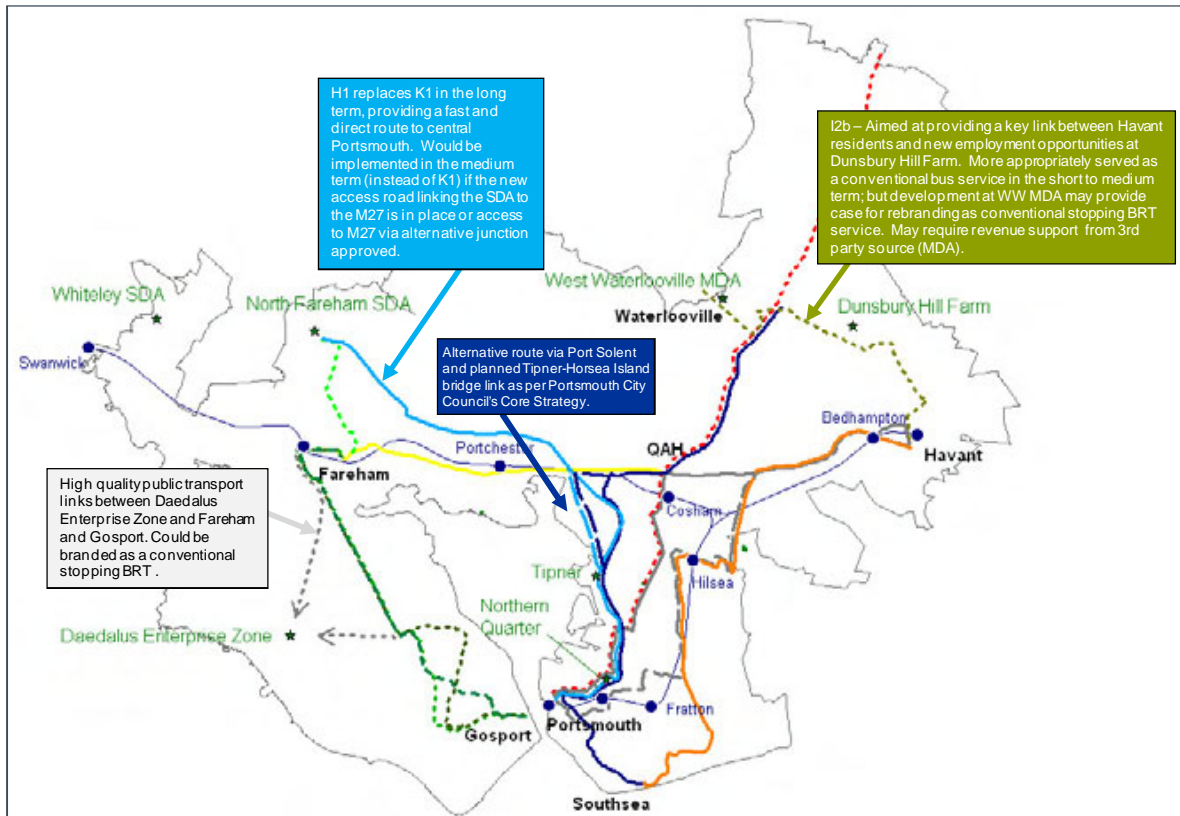 H1 replaces K1 in the long
term, providing a fast and
direct route to central
Portsmouth. Would be
implemented in the medium
term (instead of K1) if the new
access road linking the SDA to
the M27 is in place or access
to M27 via alternative junction
approved.
I2b – Aimed at providing a key link between Havant
residents and new employment opportunities at
Dunsbury Hill Farm. More appropriately served as
a conventional bus service in the short to medium
term; but development at WW MDA may provide
case for rebranding as conventional stopping BRT
service. May require revenue support from 3rd
party source (MDA).
West Waterlooville MDA
Whiteley SDA
North Fareham SDA
Waterlooville
Dunsbury Hill Farm
Swanwick
Alternative route via Port Solent
and planned Tipner-Horsea Island
bridge link as per Portsmouth City
Council's Core Strategy.
Bedhampton
Portchester
QAH
Havant
Fareham
High quality public transport
links between Daedalus
Enterprise Zone and Fareham
and Gosport. Could be
branded as a conventional
stopping BRT .
Cosham
Hilsea
Tipner
Northern
Quarter
Daedalus Enterprise Zone
Fratton
Portsmouth
Gosport
Southsea